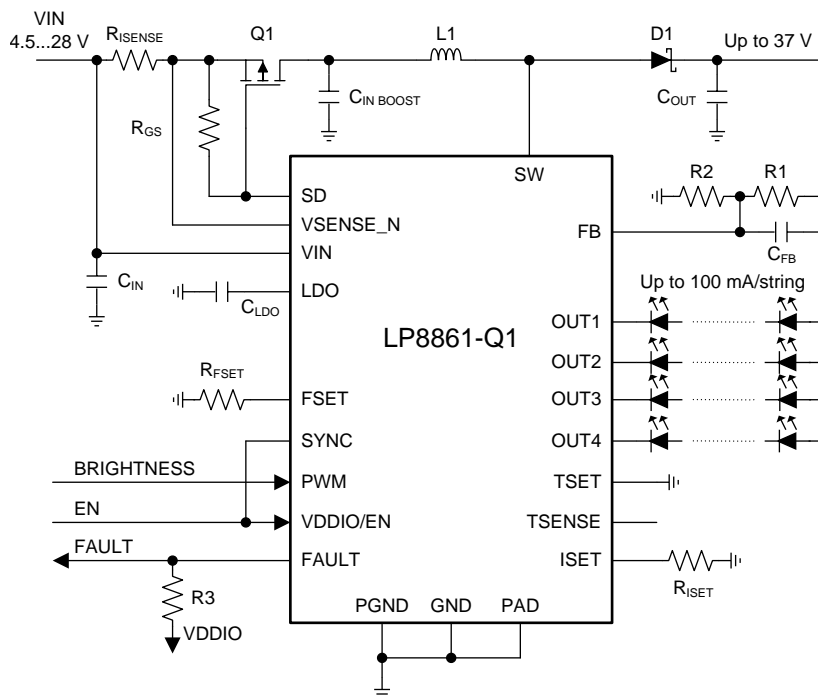 VIN
4.5...28 V
RISENSE
Q1
L1
D1
Up to 37 V
CIN BOOST
COUT
RGS
SW
R2
R1
SD
VSENSE_N
FB
VIN
CFB
CIN
LDO
CLDO
Up to 100 mA/string
LP8861-Q1
OUT1
OUT2
RFSET
FSET
OUT3
SYNC
OUT4
BRIGHTNESS
PWM
TSET
EN
VDDIO/EN
TSENSE
FAULT
FAULT
ISET
R3
RISET
VDDIO
PGND
GND
PAD